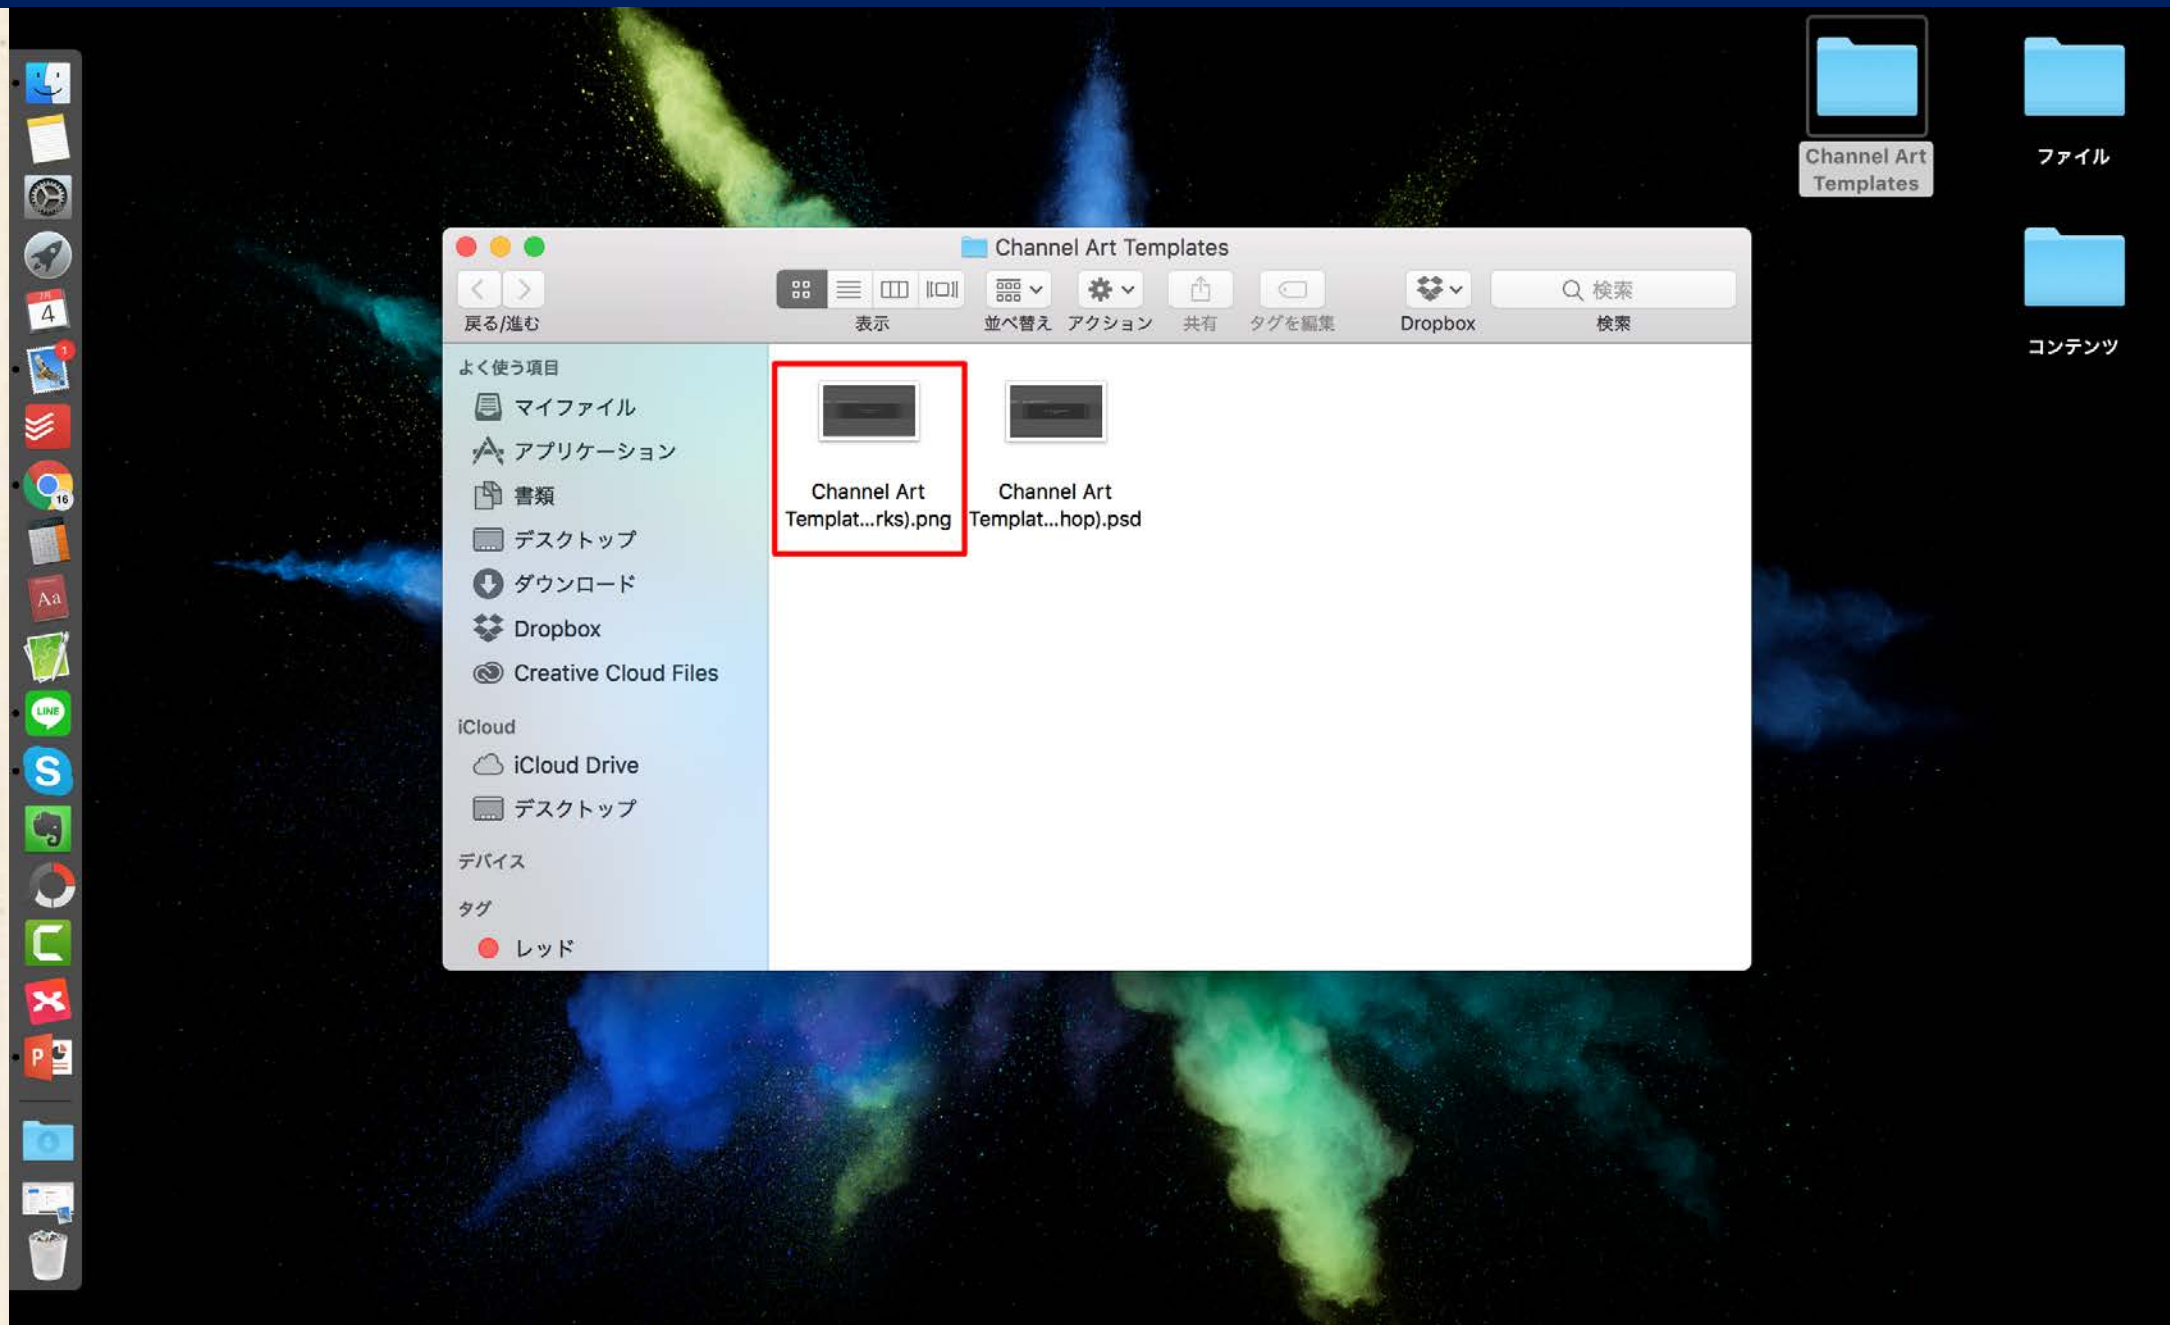 Channel Art
Templates
ファイル
コンテンツ
Channel Art Templates
戻る/進む
表示
並べ替え
アクション
共有
タグを編集
Dropbox
検索
検索
よく使う項目
マイファイル
アプリケーション
書類
デスクトップ
ダウンロード
Dropbox
Creative Cloud Files
iCloud
iCloud Drive
デスクトップ
デバイス
タグ
レッド
Channel Art
Templat...rks).png
Channel Art
Templat...hop).psd
7月
4
1
16
Aa
LINE
S
P